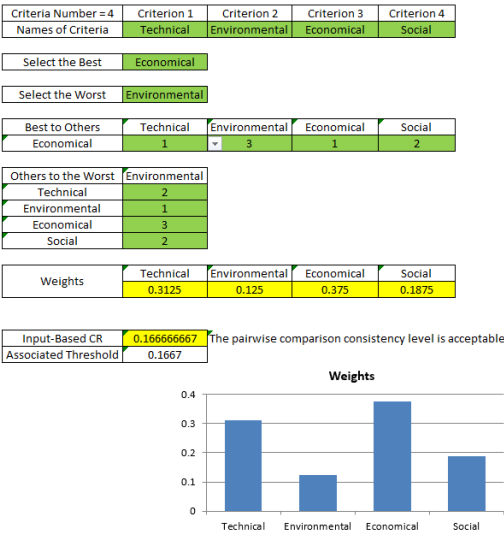 Criteria Number = 4 Criterion 1 Criterion 2 Criterion 3 Criterion 4
Names of Criteria Technical Environmental Economical Social
Select the Best Economical
Select the Worst Environmental
Best to Others Technical Environmental Economical Social
Economical 1 3 1 2
Others to the Worst Environmental
Technical 2
Environmental 1
Economical 3
Social 2
Weights Technical Environmental Economical Social
0.3125 0.125 0.375 0.1875
Input-Based CR 0.166666667 The pairwise comparison consistency level is acceptable
Associated Threshold 0.1667
Weights
0.4
0.3
0.2
0.1
0
Technical Environmental Economical Social